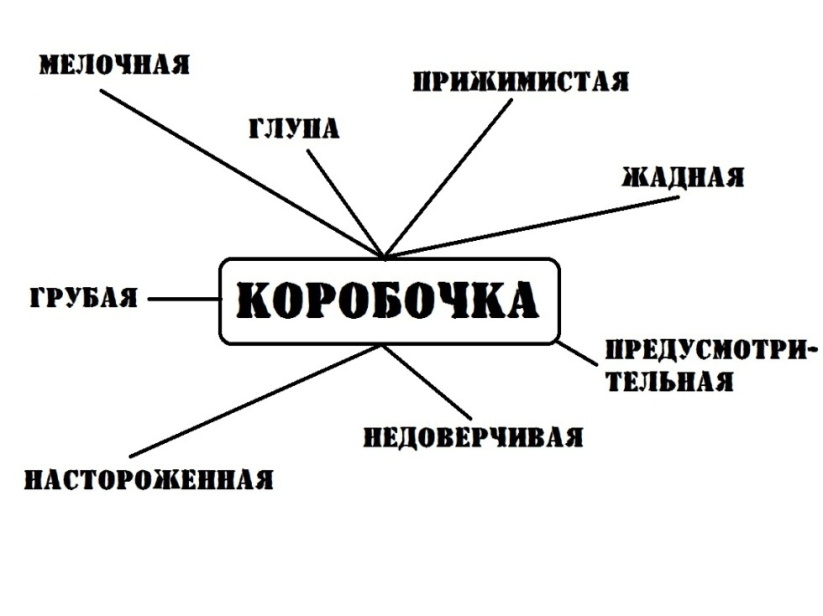 МЕЛОЧНАЯ
ПРИЖИМИСТАЯ
ГЛУПА
ЖАДНАЯ
ГРУБАЯ
КОРОБОЧКА
ПРЕДУСМОТРИ-
ТЕЛЬНАЯ
НЕДОВЕРЧИВАЯ
НАСТОРОЖЕННАЯ